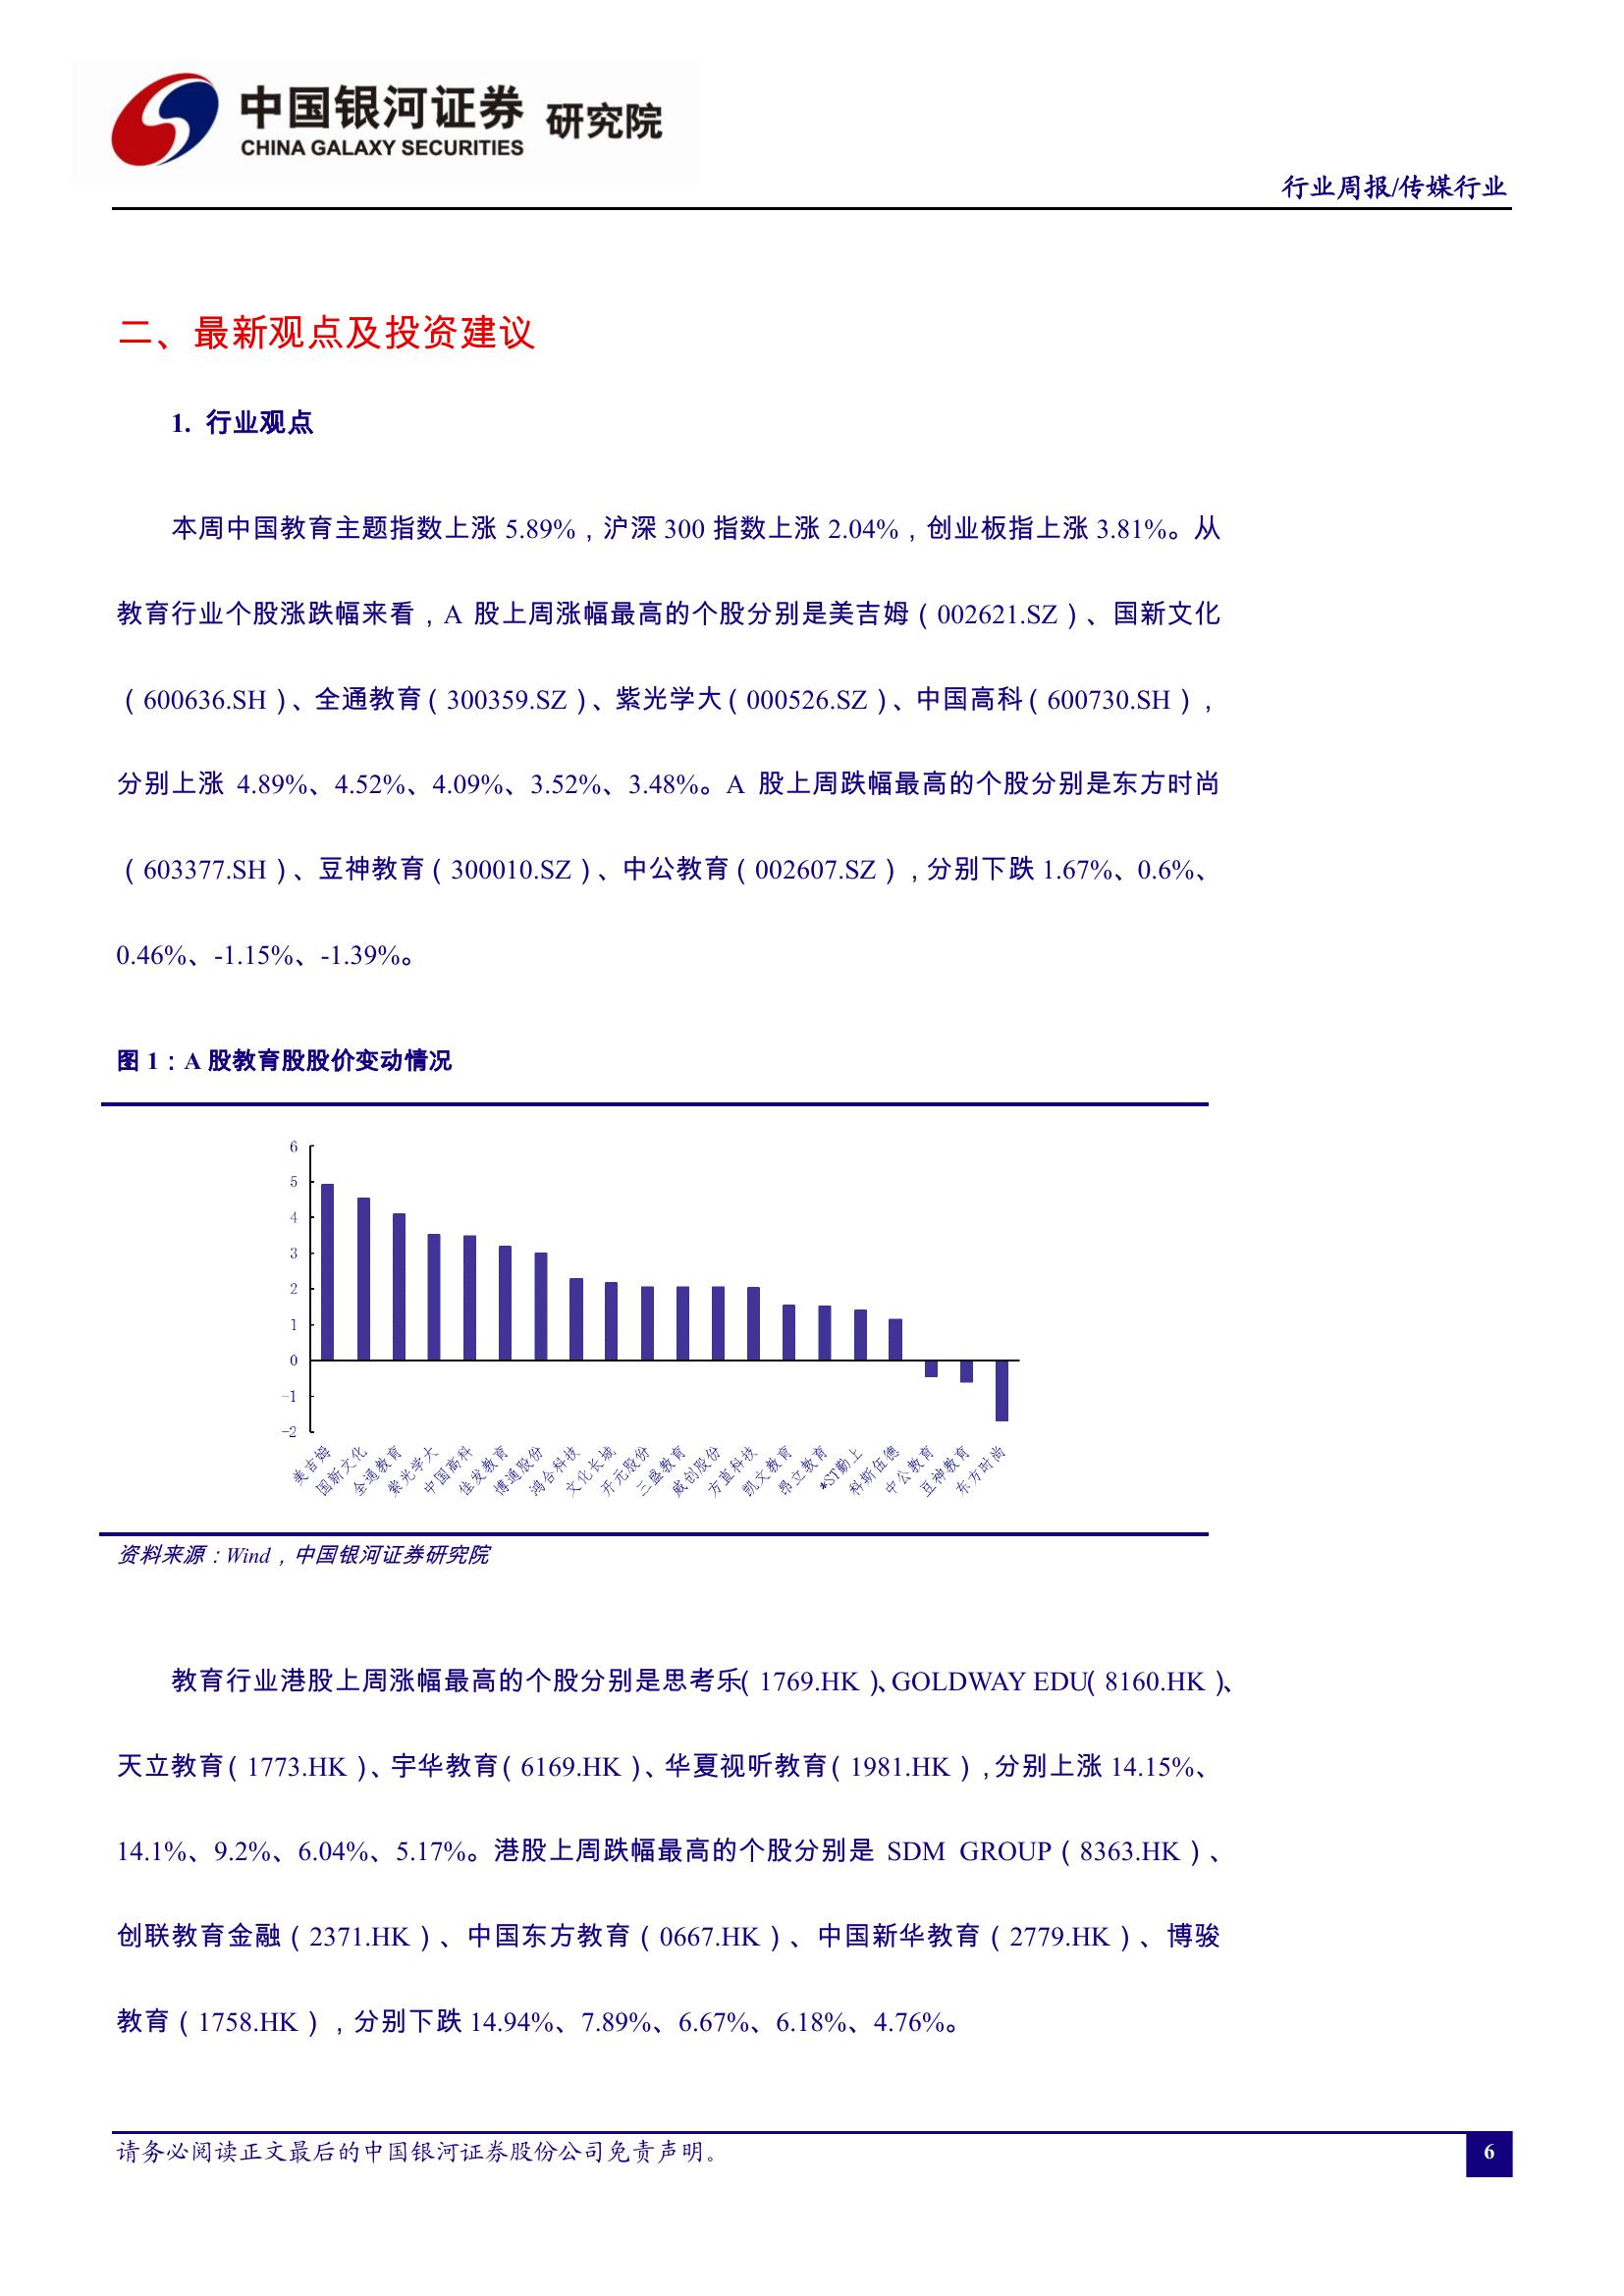 中国银河证券 研究院
CHINA GALAXY SECURITIES
行业周报/传媒行业
二、最新观点及投资建议
1. 行业观点
本周中国教育主题指数上涨 5.89%，沪深 300 指数上涨 2.04%，创业板指上涨 3.81%。从
教育行业个股涨跌幅来看，A 股上周涨幅最高的个股分别是美吉姆（002621.SZ）、国新文化
（600636.SH）、全通教育（300359.SZ）、紫光学大（000526.SZ）、中国高科（600730.SH），
分别上涨 4.89%、4.52%、4.09%、3.52%、3.48%。A 股上周跌幅最高的个股分别是东方时尚
（603377.SH）、豆神教育（300010.SZ）、中公教育（002607.SZ），分别下跌 1.67%、0.6%、
0.46%、-1.15%、-1.39%。
图 1：A 股教育股股价变动情况
6
5
4
3
2
1
0
-1
-2
美吉姆
国新文化
全通教育
紫光学大
中国高科
佳发教育
博通股份
鸿合科技
文化长城
开元股份
三盛教育
威创股份
方直科技
凯文教育
昂立教育
*ST勤上
科斯伍德
中公教育
豆神教育
东方时尚
资料来源：Wind，中国银河证券研究院
教育行业港股上周涨幅最高的个股分别是思考乐（1769.HK）、GOLDWAY EDU（8160.HK）、
天立教育（1773.HK）、宇华教育（6169.HK）、华夏视听教育（1981.HK），分别上涨 14.15%、
14.1%、9.2%、6.04%、5.17%。港股上周跌幅最高的个股分别是 SDM GROUP（8363.HK）、
创联教育金融（2371.HK）、中国东方教育（0667.HK）、中国新华教育（2779.HK）、博骏
教育（1758.HK），分别下跌 14.94%、7.89%、6.67%、6.18%、4.76%。
请务必阅读正文最后的中国银河证券股份公司免责声明。
6